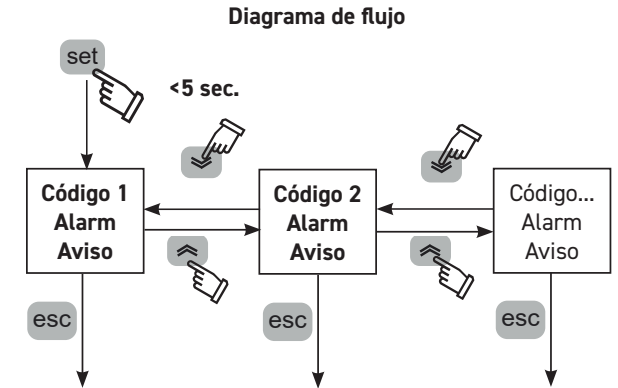 Diagrama de flujo
set
<5 sec.
Código 1
Alarm
Aviso
Código 2
Alarm
Aviso
Código...
Alarm
Aviso
esc
esc
esc